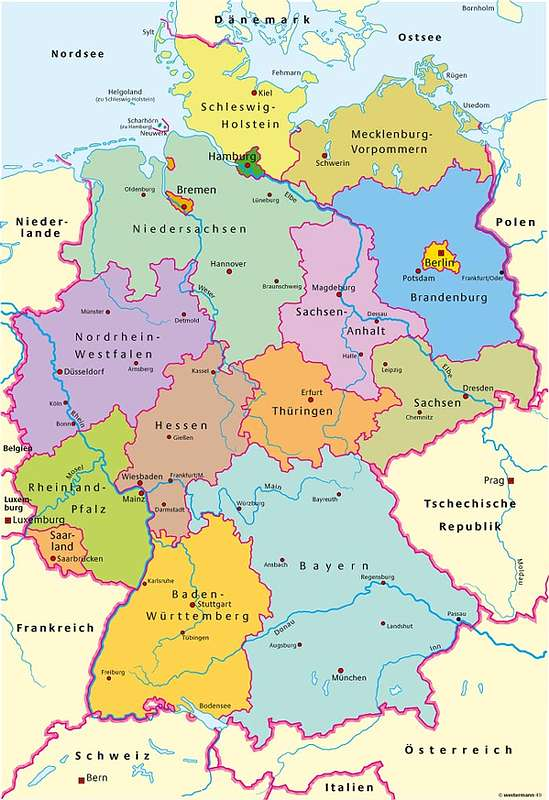 Dänemark
Bornholm
Nordsee
Sylt
Ostsee
Helgoland
(zu Schleswig-Holstein)
Fehmarn
Rügen
Kiel
Schleswig-
Holstein
Usedom
Scharhörn
(zu Hamburg)
Neuwerk
Mecklenburg-
Vorpommern
Schwerin
Hamburg
Bremen
Oldenburg
Lüneburg
Elbe
Nieder-
lande
Niedersachsen
Polen
Berlin
Potsdam
Frankfurt/Oder
Brandenburg
Hannover
Braunschweig
Weser
Magdeburg
Sachsen-
Anhalt
Dessau
Münster
Detmold
Nordrhein-
Westfalen
Arnsberg
Düsseldorf
Halle
Leipzig
Elbe
Kassel
Köln
Bonn
Rhein
Erfurt
Thüringen
Dresden
Sachsen
Chemnitz
Hessen
Gießen
Belgien
Mosel
Wiesbaden
Frankfurt/M.
Rheinland-
Pfalz
Mainz
Darmstadt
Main
Würzburg
Bayreuth
Prag
Tschechische
Republik
Luxem-
burg
Luxemburg
Saar-
land
Saarbrücken
Moldau
Ansbach
Bayern
Regensburg
Karlsruhe
Baden-
Württemberg
Stuttgart
Tübingen
Donau
Landshut
Passau
Frankreich
Augsburg
Inn
Freiburg
München
Bodensee
Schweiz
Bern
Österreich
Italien
© westermann